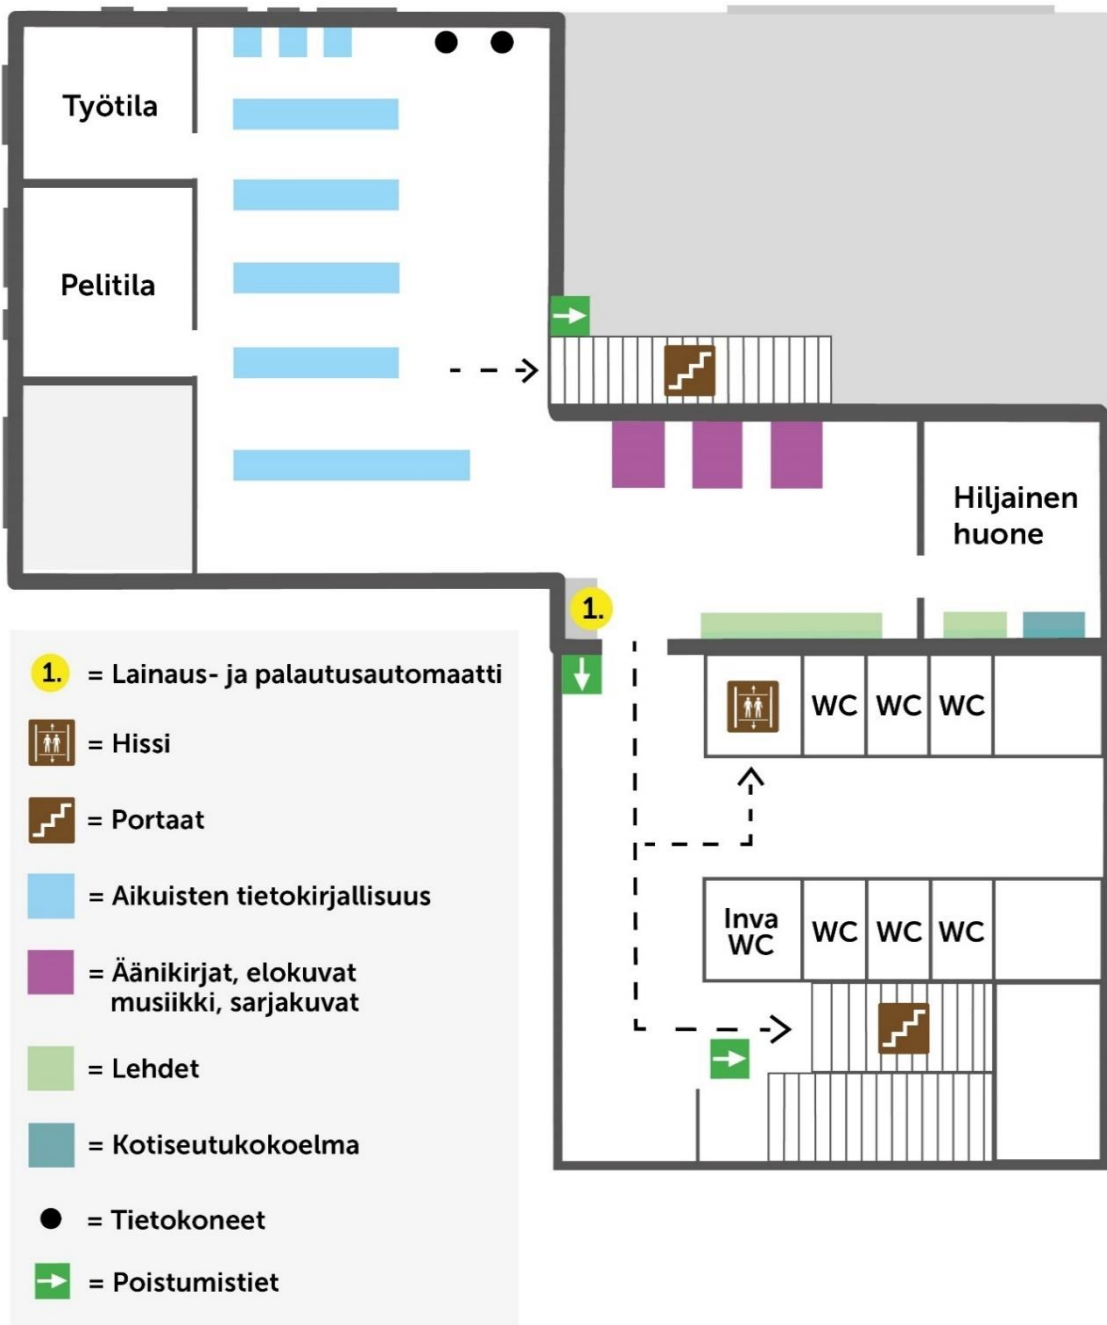 Työtila
Pelitila
Hiljainen
huone
1.
WC WC WC
Inva
WC
WC WC WC
1. = Lainaus- ja palautusautomaatti
= Hissi
= Portaat
= Aikuisten tietokirjallisuus
= Äänikirjat, elokuvat
musiikki, sarjakuvat
= Lehdet
= Kotiseutukokoelma
= Tietokoneet
= Poistumistiet